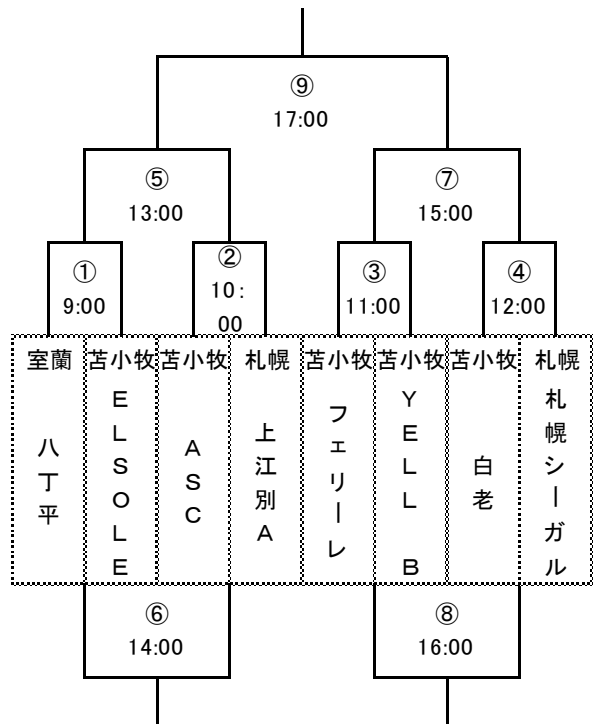 ⑨
17:00
⑤
13:00
⑦
15:00
①
9:00
②
10:
00
③
11:00
④
12:00
室蘭
苫小牧
苫小牧
札幌
苫小牧
苫小牧
苫小牧
札幌
八丁平
ELSOLE
ASC
上江別A
フェリーレ
YELL B
白老
札幌シーガル
⑥
14:00
⑧
16:00